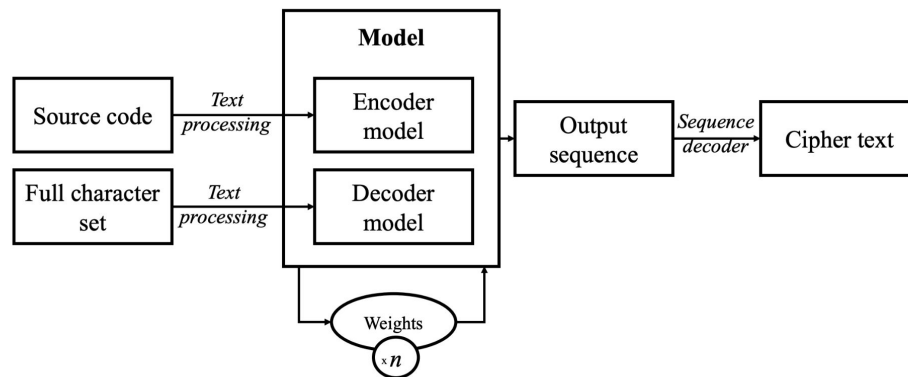 Model
Source code
Text
processing
Encoder
model
Output
sequence
Sequence
decoder
Cipher text
Full character
set
Text
processing
Decoder
model
Weights
x n